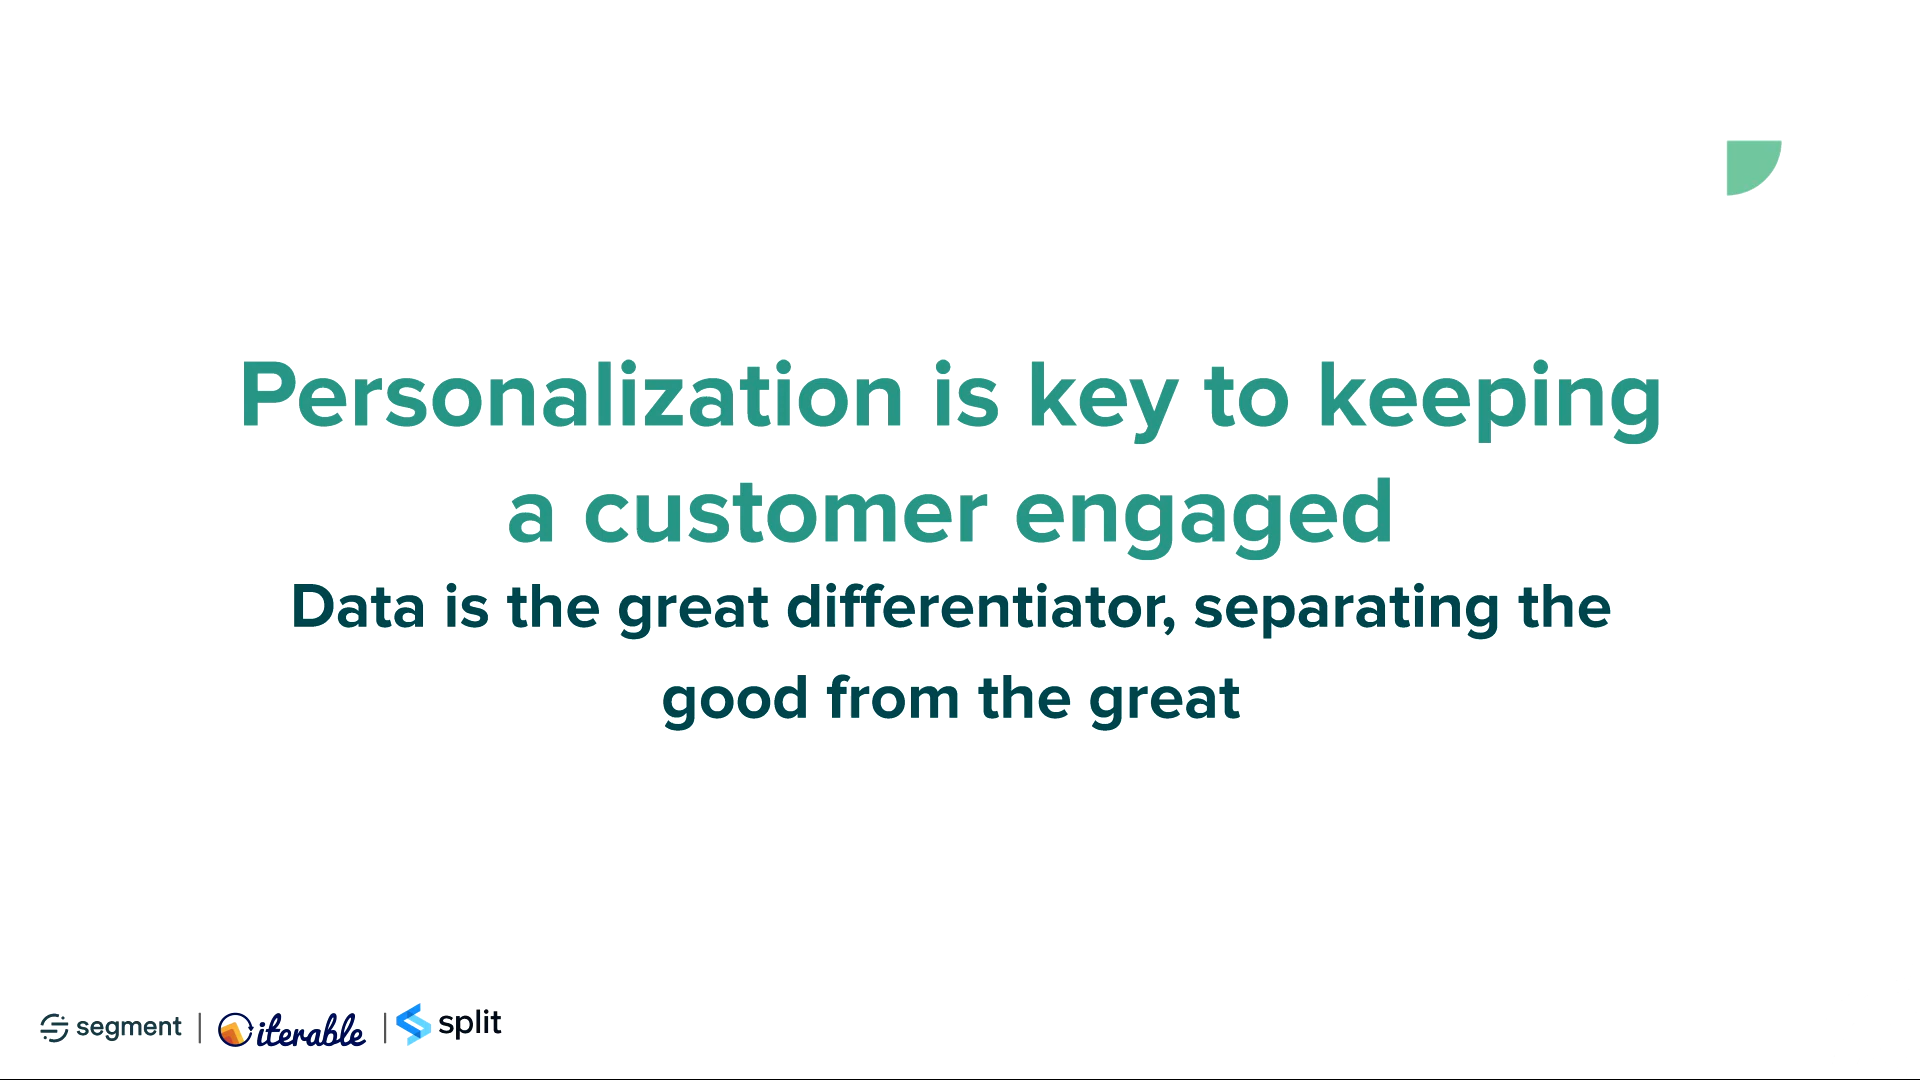 Personalization is key to keeping
a customer engaged
Data is the great differentiator, separating the
good from the great
segment | iterable | split